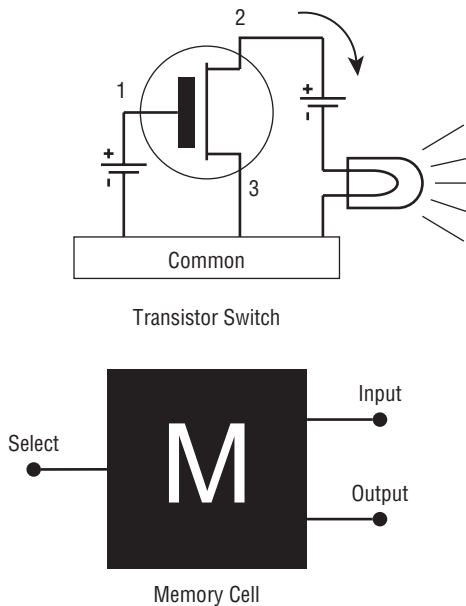 2
1
+
-
+
-
3
Common
Transistor Switch
Input
Select
M
Output
Memory Cell